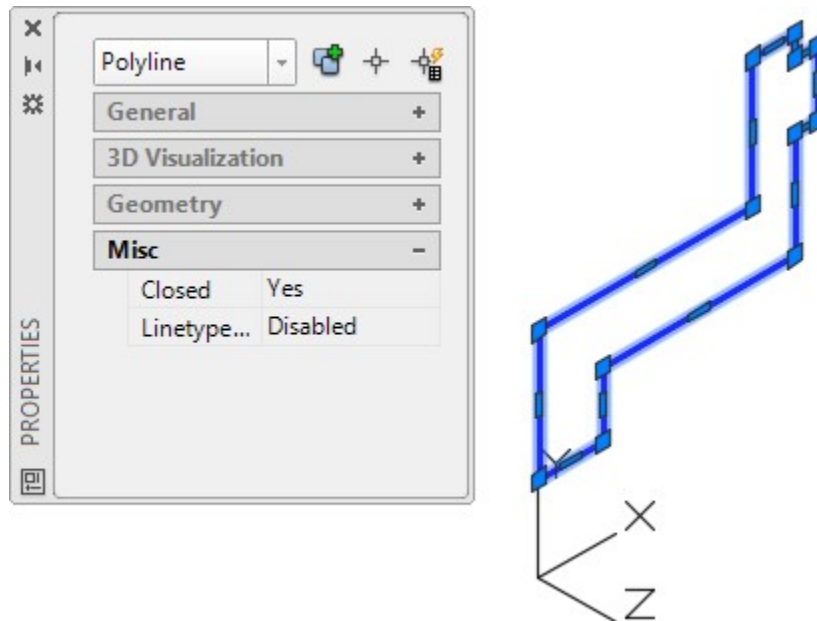 Polyline
General +
3D Visualization +
Geometry +
Misc −
Closed Yes
Linetype... Disabled
PROPERTIES
Y
X
Z